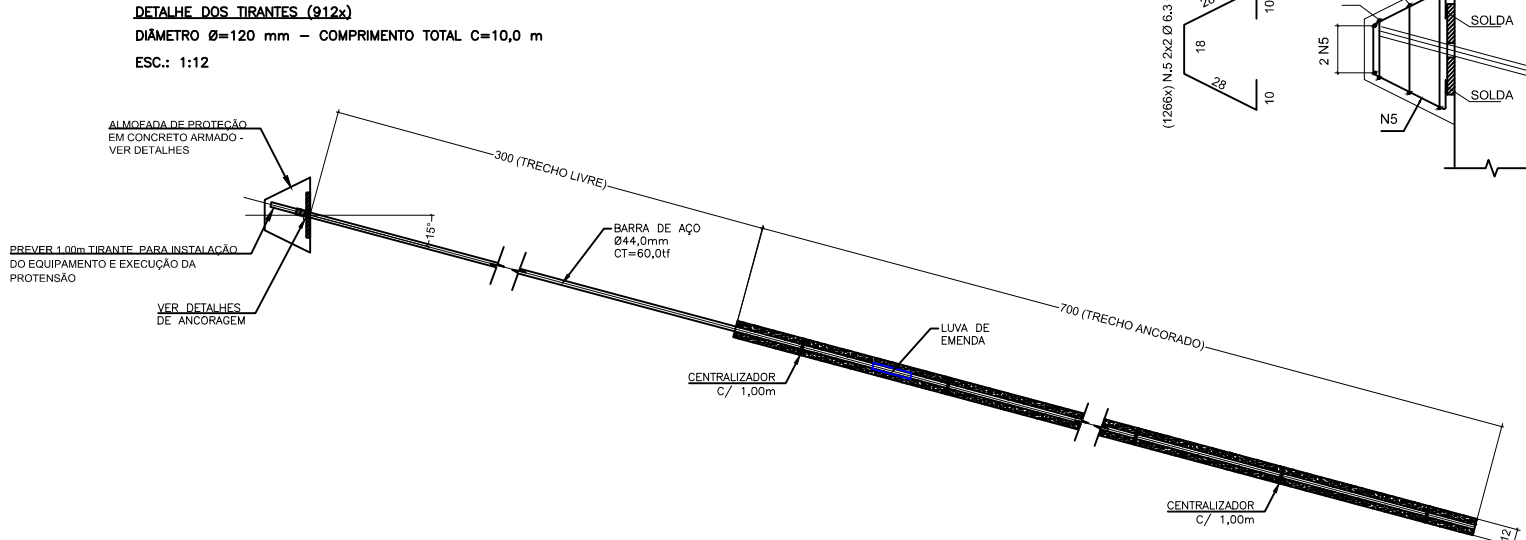 DETALHE DOS TIRANTES (912x)
DIÂMETRO Ø=120 mm – COMPRIMENTO TOTAL C=10,0 m
ESC.: 1:12
ALMOFADA DE PROTEÇÃO
EM CONCRETO ARMADO -
VER DETALHES
PREVER 1,00m TIRANTE PARA INSTALAÇÃO
DO EQUIPAMENTO E EXECUÇÃO DA
PROTENSÃO
VER DETALHES
DE ANCORAGEM
15°
300 (TRECHO LIVRE)
BARRA DE AÇO
Ø44,0mm
CT=60,0tf
700 (TRECHO ANCORADO)
LUVA DE
EMENDA
CENTRALIZADOR
C/ 1,00m
CENTRALIZADOR
C/ 1,00m
12
(1266x) N.5 2x2 Ø 6.3
18
28
10
10
2 N5
N5
SOLDA
SOLDA